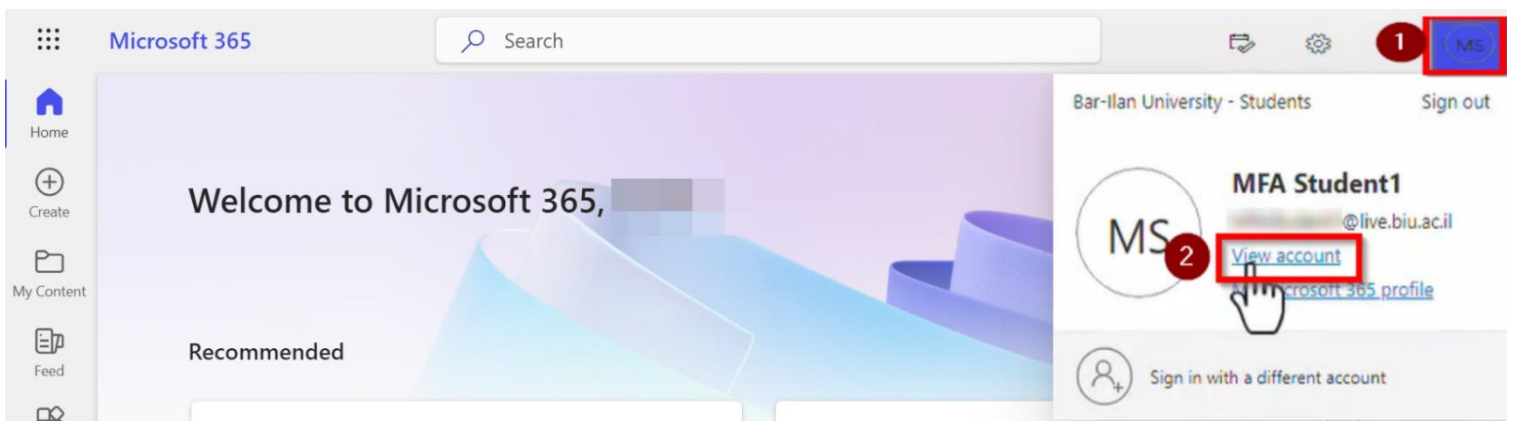 Microsoft 365
Search
1
MS
Home
Create
My Content
Feed
Welcome to Microsoft 365,
Recommended
Bar-Ilan University - Students
Sign out
MS
MFA Student1
@live.biu.ac.il
2
View account
365 profile
Sign in with a different account